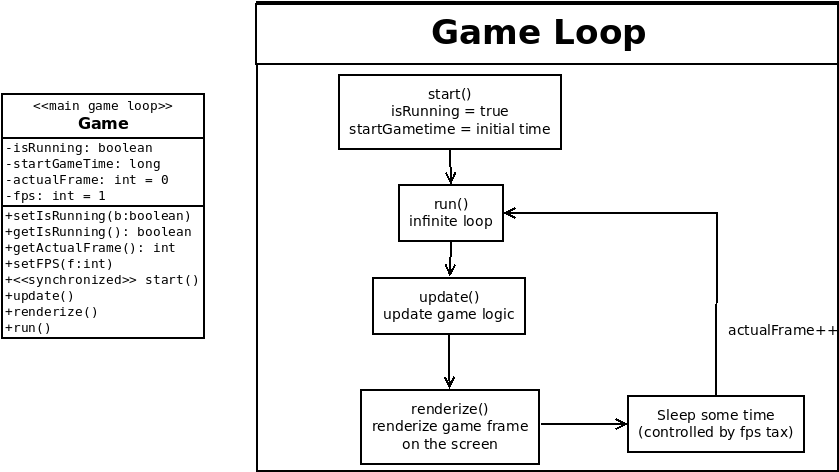 <<main game loop>>
Game
-isRunning: boolean
-startGameTime: long
-actualFrame: int = 0
-fps: int = 1
+setIsRunning(b:boolean)
+getIsRunning(): boolean
+getActualFrame(): int
+setFPS(f:int)
+<<synchronized>> start()
+update()
+renderize()
+run()
Game Loop
start()
isRunning = true
startGametime = initial time
run()
infinite loop
update()
update game logic
renderize()
renderize game frame
on the screen
Sleep some time
(controlled by fps tax)
actualFrame++